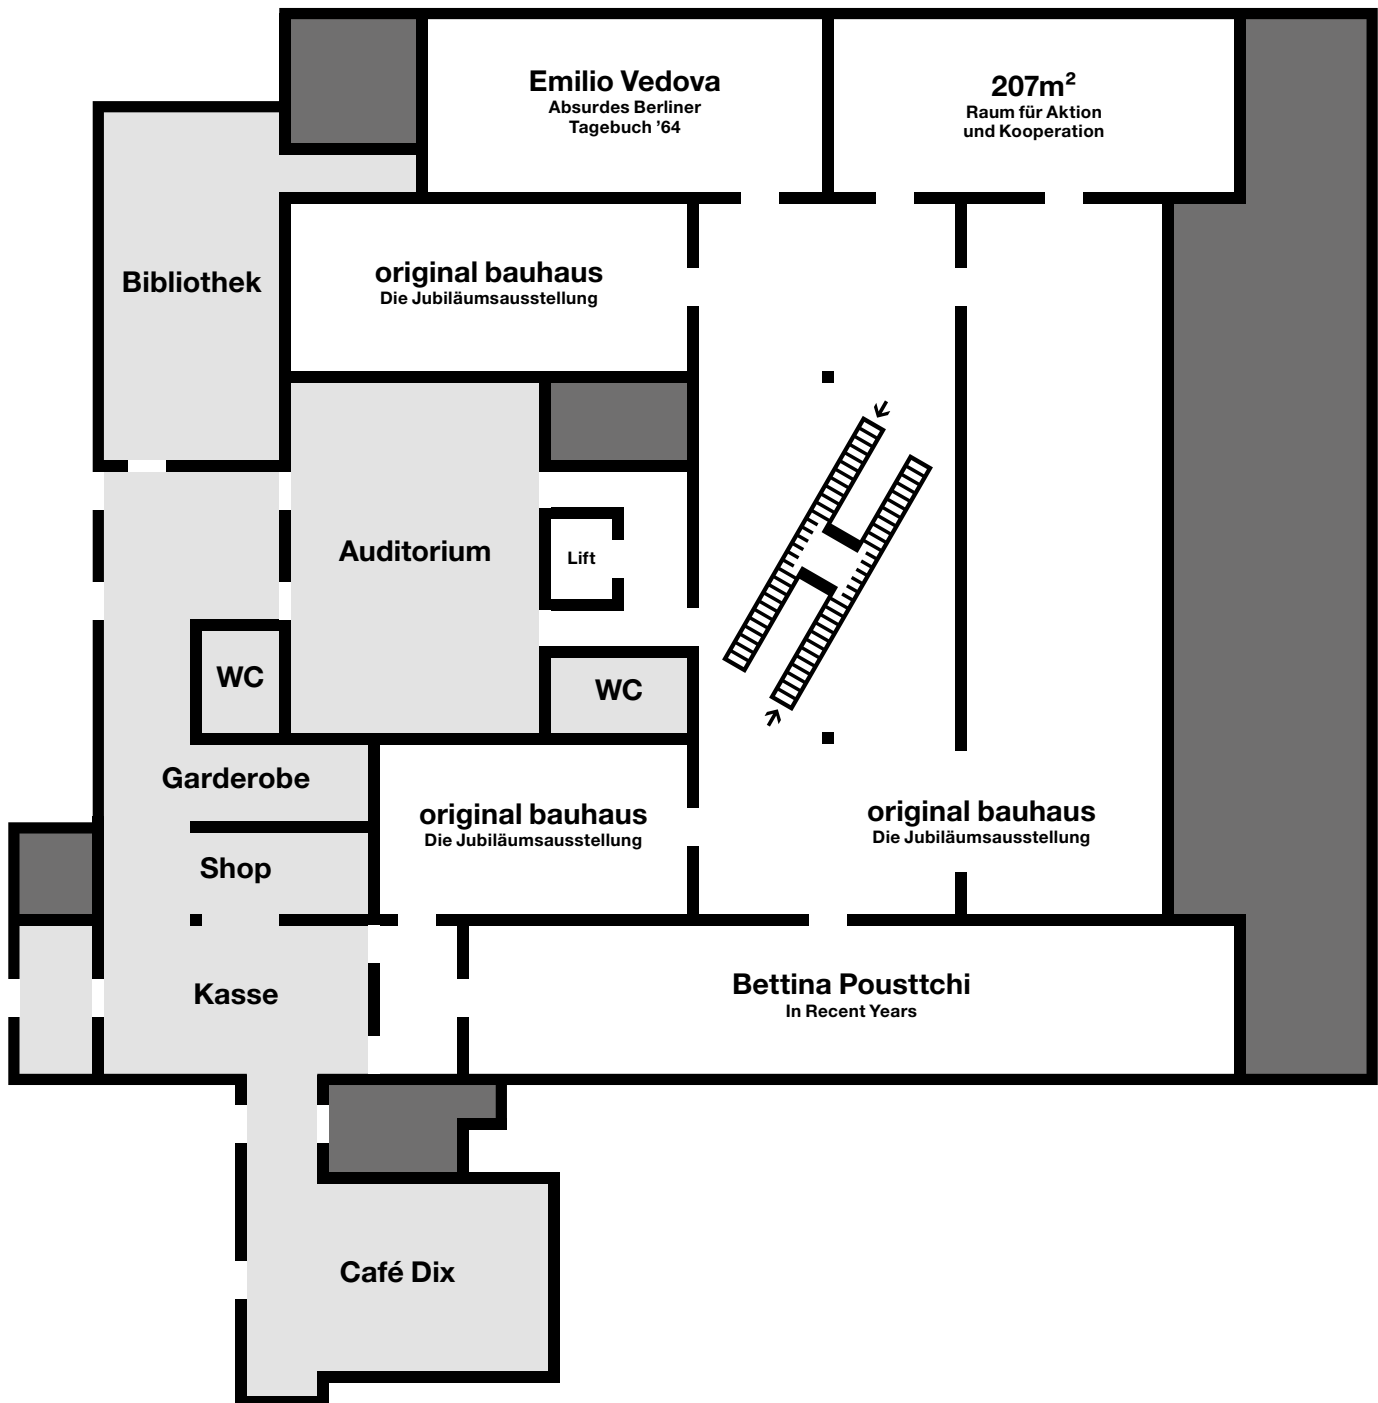 Emilio Vedova
Absurdes Berliner
Tagebuch ’64
207m²
Raum für Aktion
und Kooperation
Bibliothek
original bauhaus
Die Jubiläumsausstellung
Auditorium
Lift
WC
WC
Garderobe
original bauhaus
Die Jubiläumsausstellung
original bauhaus
Die Jubiläumsausstellung
Shop
Kasse
Bettina Pousttchi
In Recent Years
Café Dix